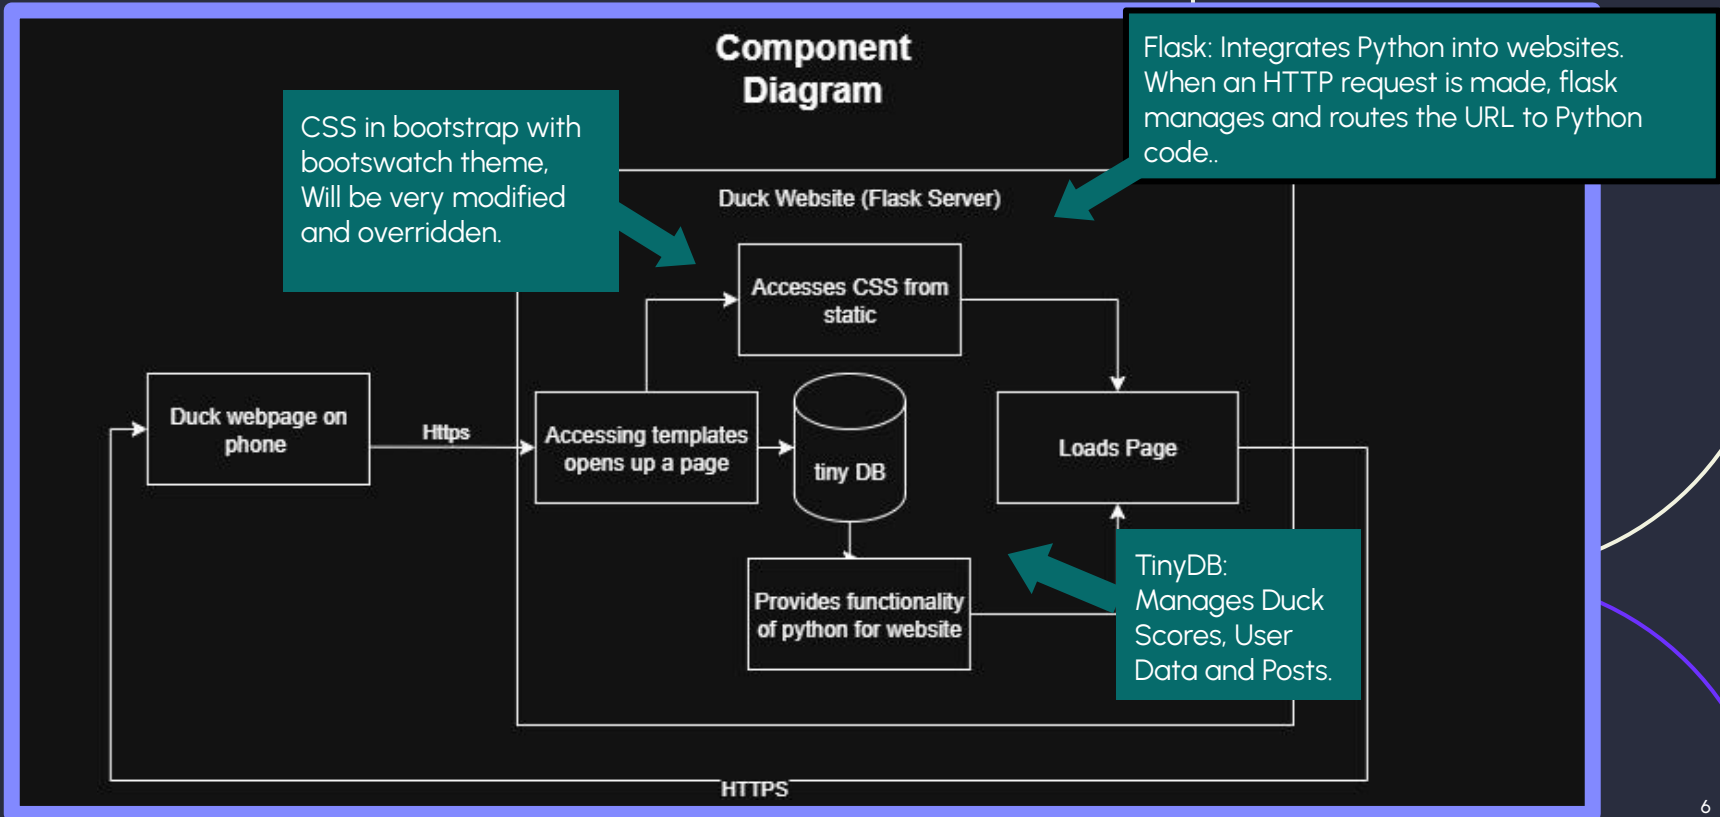 Component
Diagram
Flask: Integrates Python into websites.
When an HTTP request is made, flask
manages and routes the URL to Python
code..
CSS in bootstrap with
bootswatch theme,
Will be very modified
and overridden.
Duck Website (Flask Server)
Accesses CSS from
static
Duck webpage on
phone
Https
Accessing templates
opens up a page
tiny DB
Loads Page
Provides functionality
of python for website
TinyDB:
Manages Duck
Scores, User
Data and Posts.
HTTPS
6